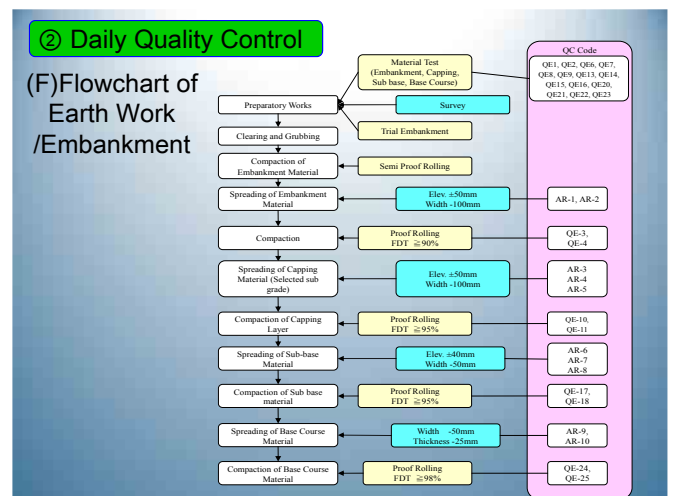 ② Daily Quality Control
(F)Flowchart of
Earth Work
/Embankment
QC Code
Material Test
(Embankment, Capping,
Sub base, Base Course)
QE1, QE2, QE6, QE7,
QE8, QE9, QE13, QE14,
QE15, QE16, QE20,
QE21, QE22, QE23
Preparatory Works
Survey
Trial Embankment
Clearing and Grubbing
Compaction of
Embankment Material
Semi Proof Rolling
Spreading of Embankment
Material
Elev. ±50mm
Width -100mm
AR-1, AR-2
Compaction
Proof Rolling
FDT ≧90%
QE-3,
QE-4
Spreading of Capping
Material (Selected sub
grade)
Elev. ±50mm
Width -100mm
AR-3
AR-4
AR-5
Compaction of Capping
Layer
Proof Rolling
FDT ≧95%
QE-10,
QE-11
Spreading of Sub-base
Material
Elev. ±40mm
Width -50mm
AR-6
AR-7
AR-8
Compaction of Sub base
material
Proof Rolling
FDT ≧95%
QE-17,
QE-18
Spreading of Base Course
Material
Width -50mm
Thickness -25mm
AR-9,
AR-10
Compaction of Base Course
Material
Proof Rolling
FDT ≧98%
QE-24,
QE-25